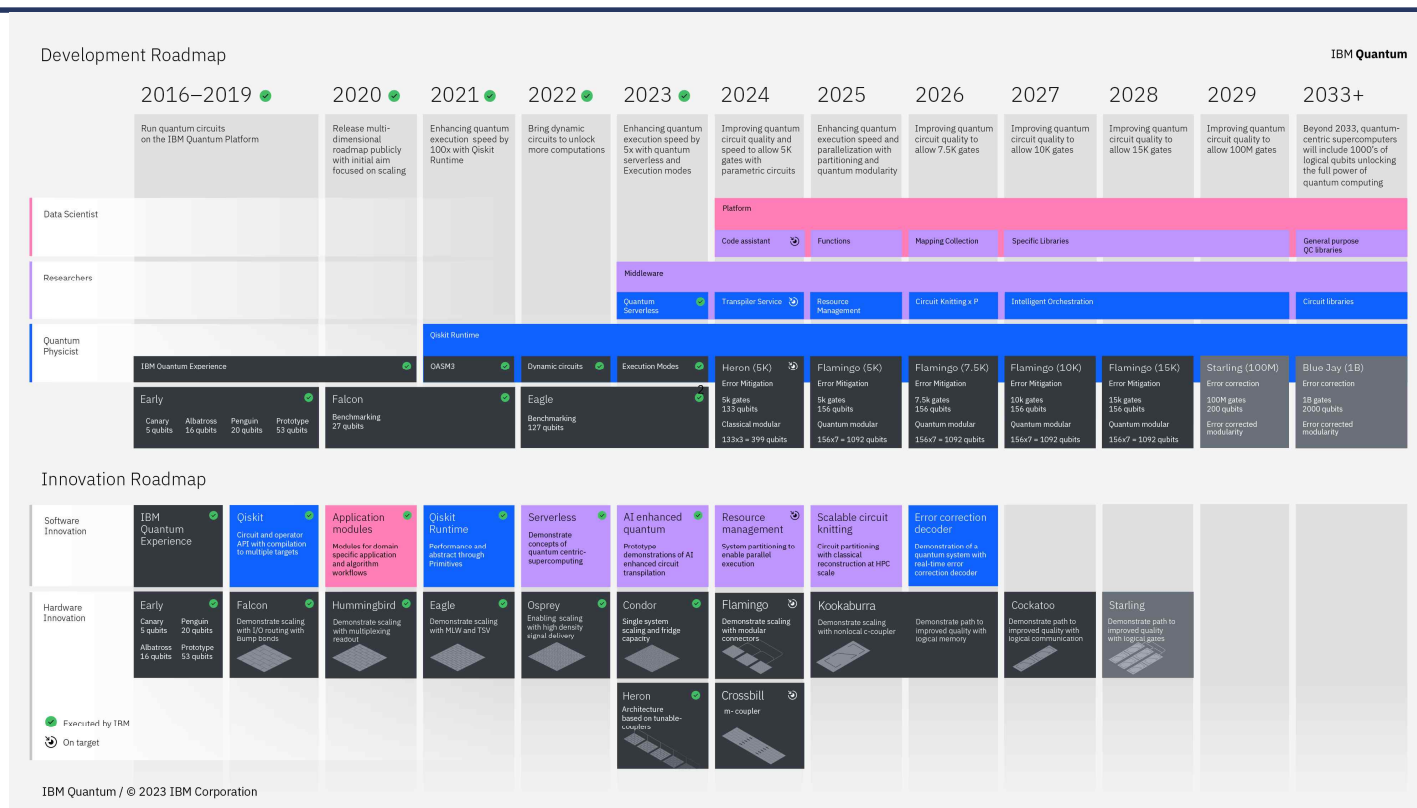 Development Roadmap
IBM Quantum
2016–2019
2020
2021
2022
2023
2024
2025
2026
2027
2028
2029
2033+
Run quantum circuits
on the IBM Quantum Platform
Release multi-
dimensional
roadmap publicly
with initial aim
focused on scaling
Enhancing quantum
execution speed by
100x with Qiskit
Runtime
Bring dynamic
circuits to unlock
more computations
Enhancing quantum
execution speed by
5x with quantum
serverless and
Execution modes
Improving quantum
circuit quality and
speed to allow 5K
gates with
parametric circuits
Enhancing quantum
execution speed and
parallelization with
partitioning and
quantum modularity
Improving quantum
circuit quality to
allow 7.5K gates
Improving quantum
circuit quality to
allow 10K gates
Improving quantum
circuit quality to
allow 15K gates
Improving quantum
circuit quality to
allow 100M gates
Beyond 2033, quantum-
centric supercomputers
will include 1000's of
logical qubits unlocking
the full power of
quantum computing
Data Scientist
Platform
Code assistant
Functions
Mapping Collection
Specific Libraries
General purpose
QC libraries
Researchers
Middleware
Quantum
Serverless
Transpiler Service
Resource
Management
Circuit Knitting x P
Intelligent Orchestration
Circuit libraries
Quantum
Physicist
Qiskit Runtime
IBM Quantum Experience
OASM3
Dynamic circuits
Execution Modes
2
Early
Canary
5 qubits
Albatross
16 qubits
Penguin
20 qubits
Prototype
53 qubits
Falcon
Benchmarking
27 qubits
Eagle
Benchmarking
127 qubits
Heron (5K)
Error Mitigation
5k gates
133 qubits
Classical modular
133x3 = 399 qubits
Flamingo (5K)
Error Mitigation
5k gates
156 qubits
Quantum modular
156x7 = 1092 qubits
Flamingo (7.5K)
Error Mitigation
7.5k gates
156 qubits
Quantum modular
156x7 = 1092 qubits
Flamingo (10K)
Error Mitigation
10k gates
156 qubits
Quantum modular
156x7 = 1092 qubits
Flamingo (15K)
Error Mitigation
15k gates
156 qubits
Quantum modular
156x7 = 1092 qubits
Starling (100M)
Error correction
100M gates
200 qubits
Error corrected
modularity
Blue Jay (1B)
Error correction
1B gates
2000 qubits
Error corrected
modularity
Innovation Roadmap
Software
Innovation
IBM
Quantum
Experience
Qiskit
Circuit and operator
API with compilation
to multiple targets
Application
modules
Modules for domain
specific application
and algorithm
workflows
Qiskit
Runtime
Performance and
abstract through
Primitives
Serverless
Demonstrate
concepts of
quantum centric-
supercomputing
AI enhanced
quantum
Prototype
demonstrations of AI
enhanced circuit
transpilation
Resource
management
System partitioning to
enable parallel
execution
Scalable circuit
knitting
Circuit partitioning
with classical
reconstruction at HPC
scale
Error correction
decoder
Demonstration of a
quantum system with
real-time error
correction decoder
Hardware
Innovation
Early
Canary
5 qubits
Penguin
20 qubits
Albatross
16 qubits
Prototype
53 qubits
Falcon
Demonstrate scaling
with I/O routing with
Bump bonds
Hummingbird
Demonstrate scaling
with multiplexing
readout
Eagle
Demonstrate scaling
with MLW and TSV
Osprey
Enabling scaling
with high density
signal delivery
Condor
Single system
scaling and fridge
capacity
Flamingo
Demonstrate scaling
with modular
connectors
Kookaburra
Demonstrate scaling
with nonlocal c-coupler
Demonstrate path to
improved quality with
logical memory
Cockatoo
Demonstrate path to
improved quality with
logical communication
Starling
Demonstrate path to
improved quality
with logical gates
Heron
Architecture
based on tunable-
couplers
Crossbill
m- coupler
Executed by IBM
On target
IBM Quantum / © 2023 IBM Corporation